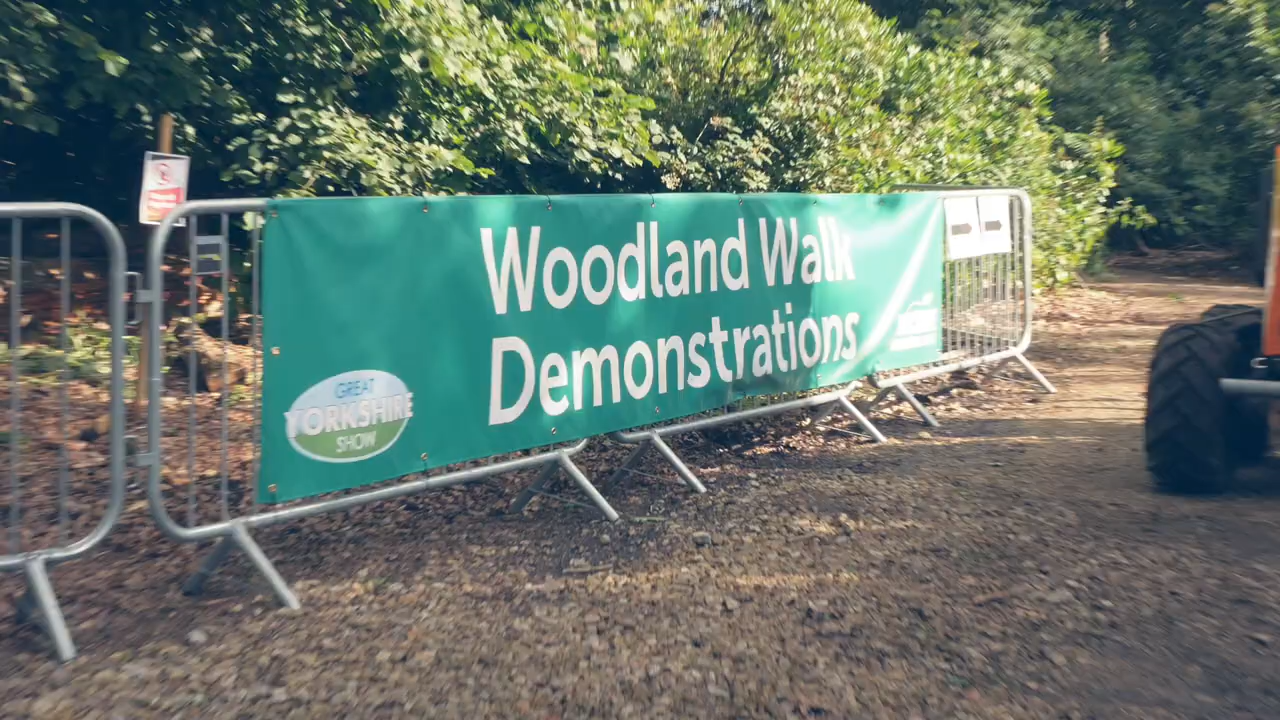 Woodland Walk
Demonstrations
GREAT
YORKSHIRE
SHOW